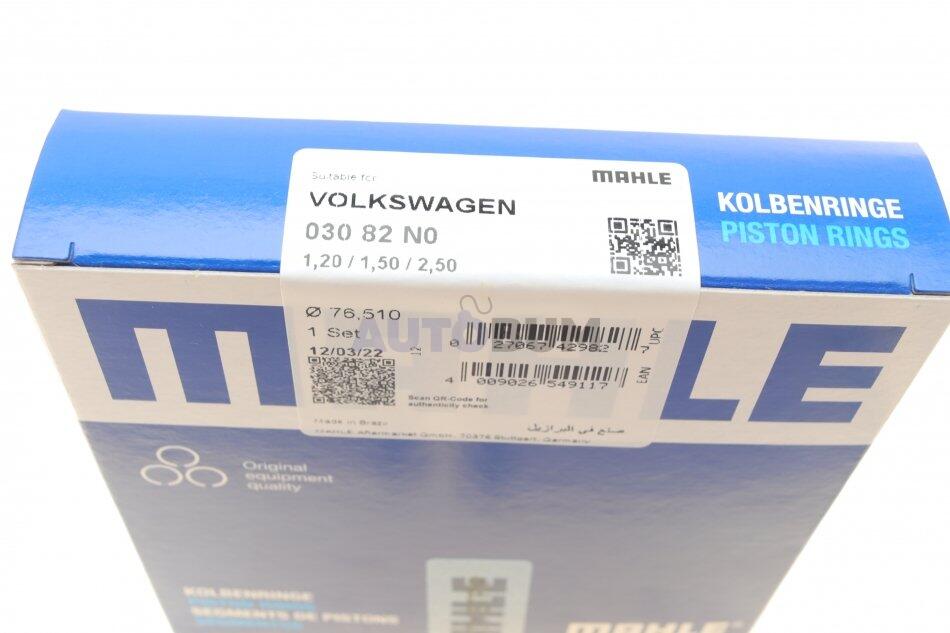 Suitable for
MAHLE
VOLKSWAGEN
030 82 N0
1,20 / 1,50 / 2,50
KOLBENRINGE
PISTON RINGS
Ø 76,510
1 Set
12/03/22
12
0 27067 42982 7
UPC
4 009026 549117
EAN
Scan QR-Code for
authenticity check
Made in Brazil
صنع في البرازيل
MAHLE Aftermarket GmbH, 70376 Stuttgart, Germany
AUTODUM
Original
equipment
quality
KOLBENRINGE
PISTON RINGS
SEGMENTS DE PISTONS
MAHLE